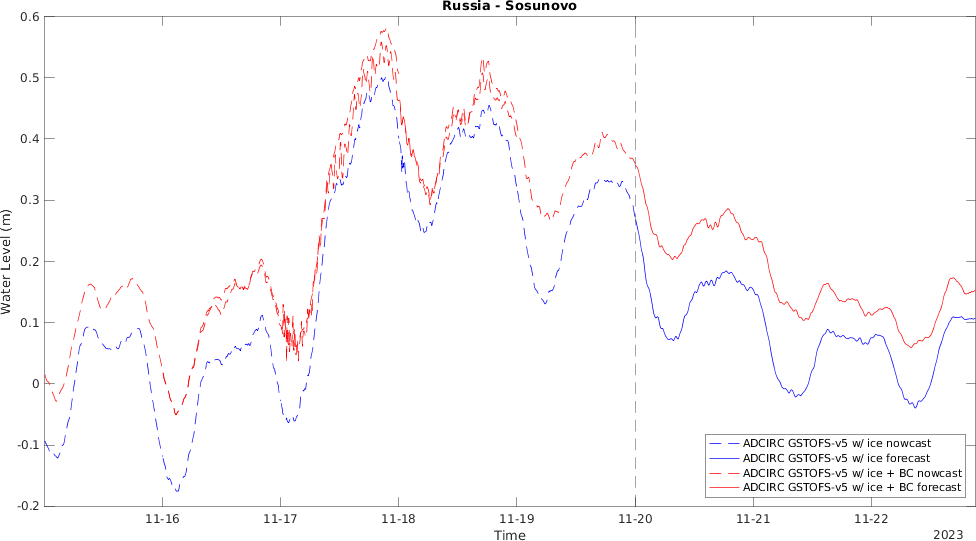 Russia - Sosunovo
Water Level (m)
0.6
0.5
0.4
0.3
0.2
0.1
0
-0.1
-0.2
11-16
11-17
11-18
11-19
11-20
11-21
11-22
Time
2023
ADCIRC GSTOFS-v5 w/ ice nowcast
ADCIRC GSTOFS-v5 w/ ice forecast
ADCIRC GSTOFS-v5 w/ ice + BC nowcast
ADCIRC GSTOFS-v5 w/ ice + BC forecast